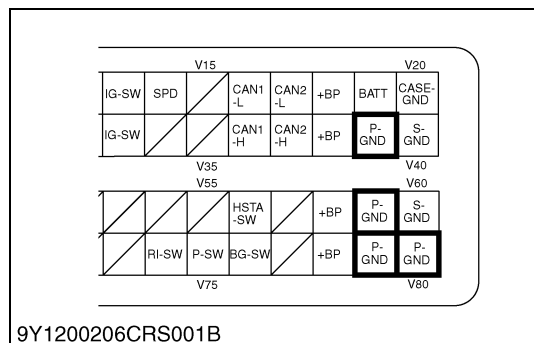 V15 V20
IG-SW SPD CAN1-L CAN2-L +BP BATT CASE-GND
IG-SW CAN1-H CAN2-H +BP P-GND S-GND
V35 V40
V55 V60
HSTA-SW +BP P-GND S-GND
RI-SW P-SW BG-SW +BP P-GND P-GND
V75 V80
9Y1200206CRS001B